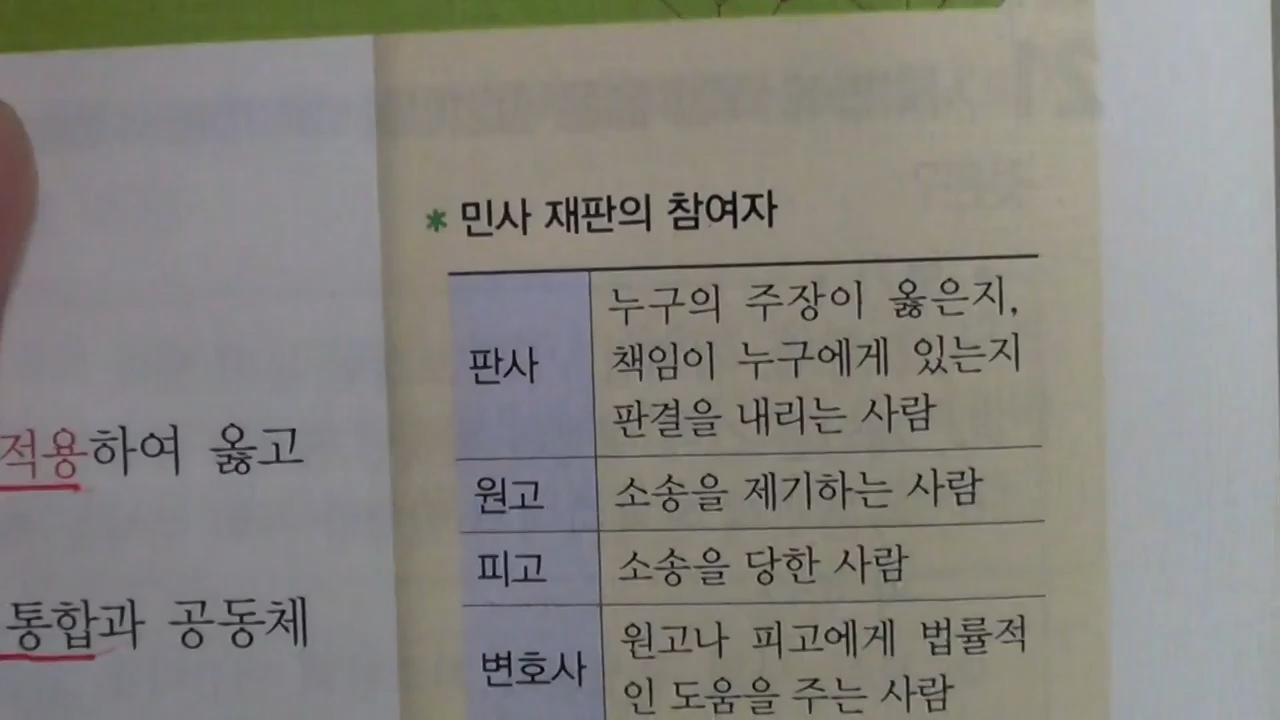 적용하여 옳고
통합과 공동체
* 민사 재판의 참여자
판사
누구의 주장이 옳은지,
책임이 누구에게 있는지
판결을 내리는 사람
원고
소송을 제기하는 사람
피고
소송을 당한 사람
변호사
원고나 피고에게 법률적
인 도움을 주는 사람